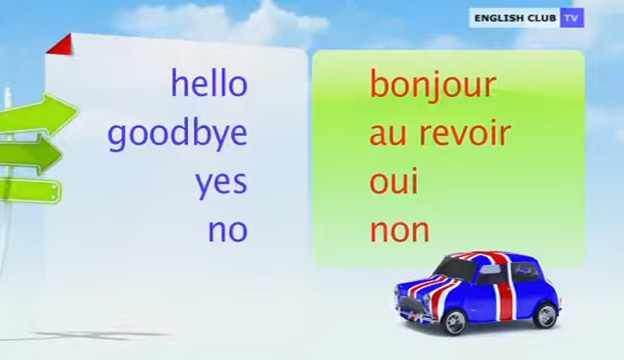 ENGLISH CLUB TV
hello bonjour
goodbye au revoir
yes oui
no non